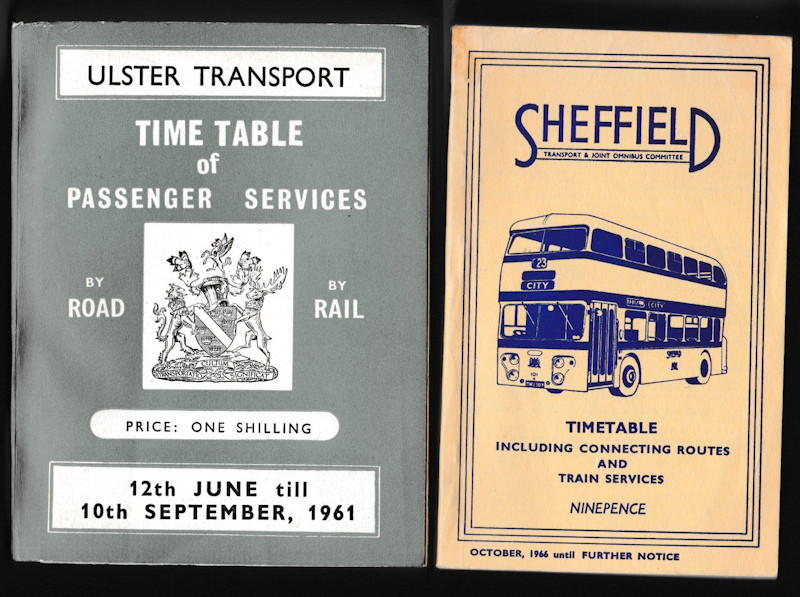 ULSTER TRANSPORT
TIME TABLE
of
PASSENGER SERVICES
BY
ROAD
BY
RAIL
PRICE: ONE SHILLING
12th JUNE till
10th SEPTEMBER, 1961
SHEFFIELD
TRANSPORT & JOINT OMNIBUS COMMITTEE
23
CITY
CITY
TIMETABLE
INCLUDING CONNECTING ROUTES
AND
TRAIN SERVICES
NINEPENCE
OCTOBER, 1966 until FURTHER NOTICE